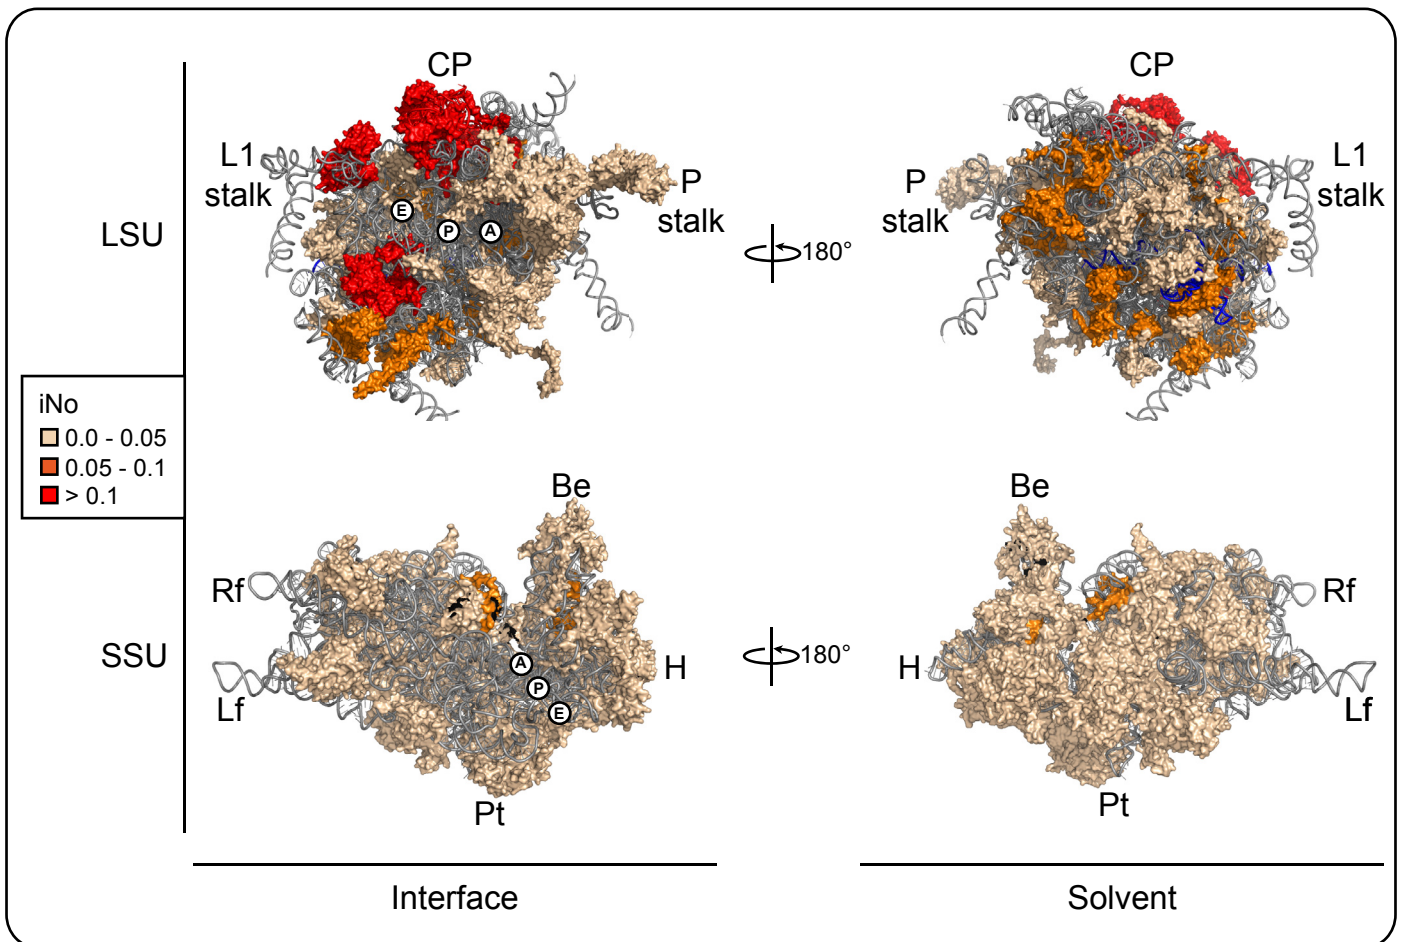 CP
CP
L1
stalk
P
stalk
P
stalk
L1
stalk
E
P
A
LSU
180°
iNo
0.0 - 0.05
0.05 - 0.1
> 0.1
Be
Be
Rf
Rf
SSU
A
P
E
H
180°
H
Lf
Lf
Pt
Pt
Interface
Solvent